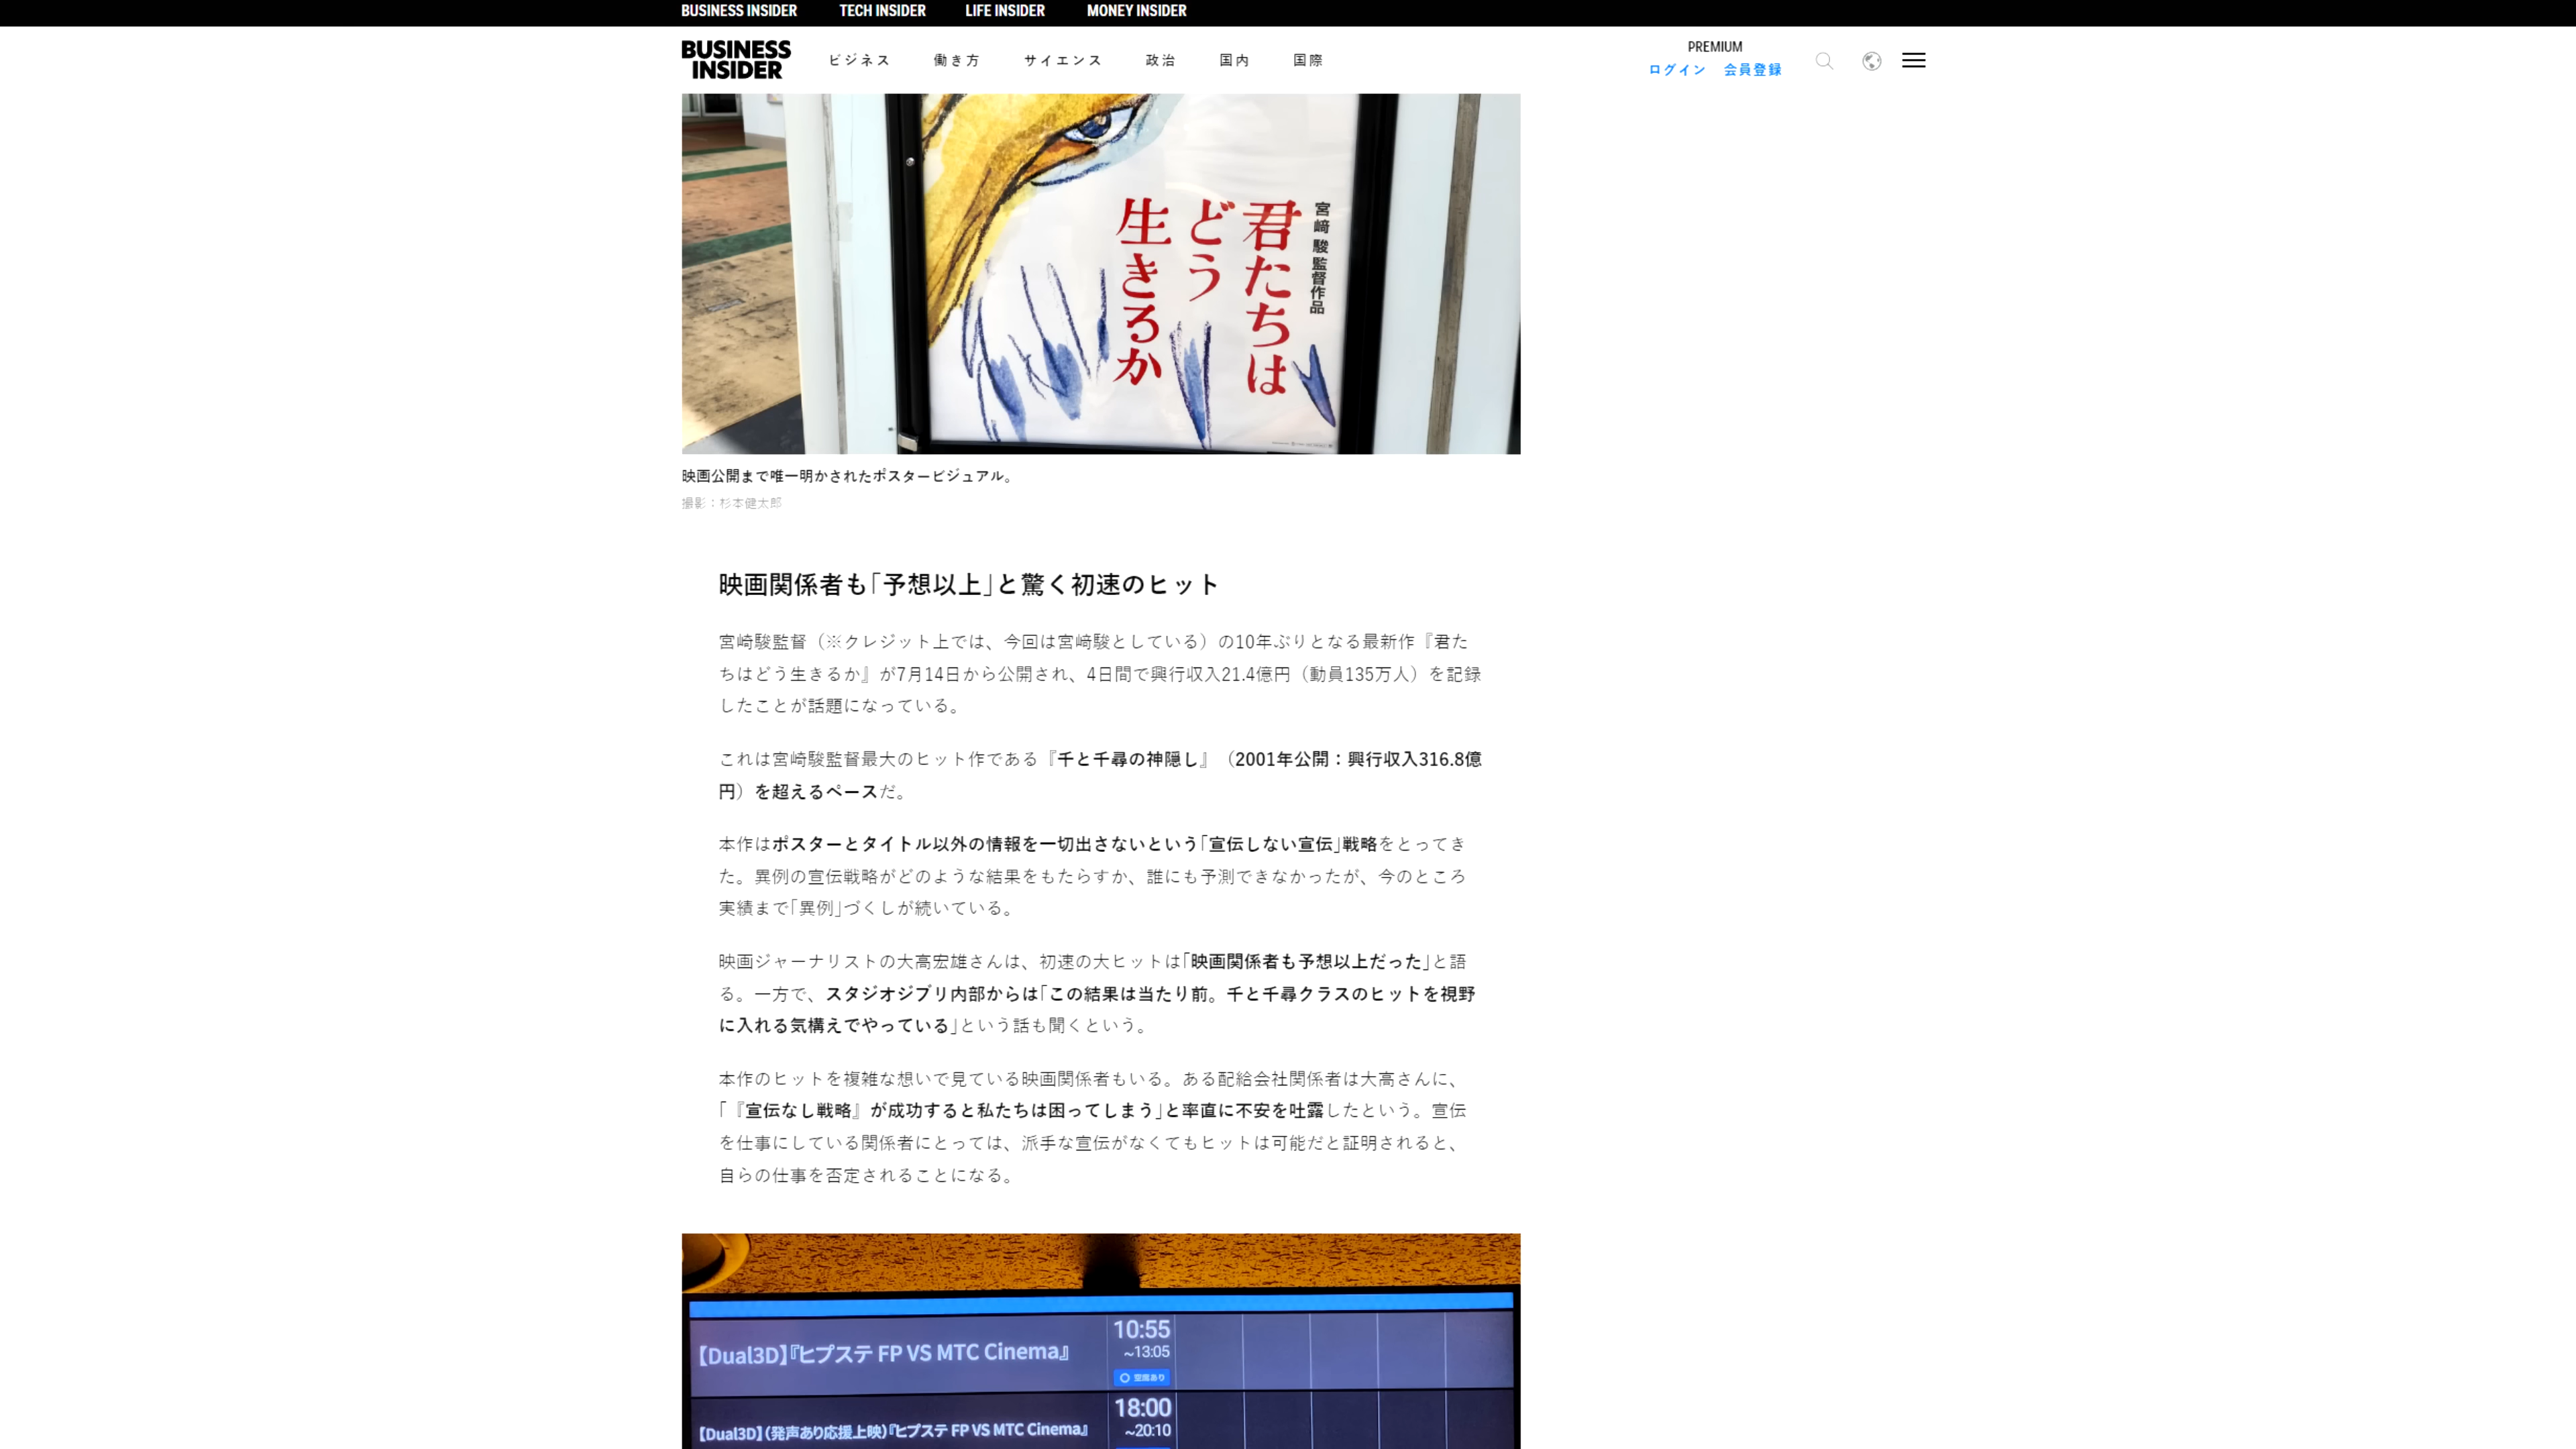 BUSINESS INSIDER TECH INSIDER LIFE INSIDER MONEY INSIDER
BUSINESS
INSIDER
ビジネス 働き方 サイエンス 政治 国内 国際
PREMIUM
ログイン 会員登録
宮﨑駿監督作品
君たちは
どう
生きるか
映画公開まで唯一明かされたポスタービジュアル。
撮影：杉本健太郎
映画関係者も「予想以上」と驚く初速のヒット
宮崎駿監督（※クレジット上では、今回は宮﨑駿としている）の10年ぶりとなる最新作『君た
ちはどう生きるか』が7月14日から公開され、4日間で興行収入21.4億円（動員135万人）を記録
したことが話題になっている。
これは宮崎駿監督最大のヒット作である『千と千尋の神隠し』（2001年公開：興行収入316.8億
円）を超えるペースだ。
本作はポスターとタイトル以外の情報を一切出さないという「宣伝しない宣伝」戦略をとってき
た。異例の宣伝戦略がどのような結果をもたらすか、誰にも予測できなかったが、今のところ
実績まで「異例」づくしが続いている。
映画ジャーナリストの大高宏雄さんは、初速の大ヒットは「映画関係者も予想以上だった」と語
る。一方で、スタジオジブリ内部からは「この結果は当たり前。千と千尋クラスのヒットを視野
に入れる気構えでやっている」という話も聞くという。
本作のヒットを複雑な想いで見ている映画関係者もいる。ある配給会社関係者は大高さんに、
「『宣伝なし戦略』が成功すると私たちは困ってしまう」と率直に不安を吐露したという。宣伝
を仕事にしている関係者にとっては、派手な宣伝がなくてもヒットは可能だと証明されると、
自らの仕事を否定されることになる。
【Dual3D】『ヒプステ FP VS MTC Cinema』
10:55
~13:05
空席あり
【Dual3D】(発声あり応援上映)『ヒプステ FP VS MTC Cinema』
18:00
~20:10